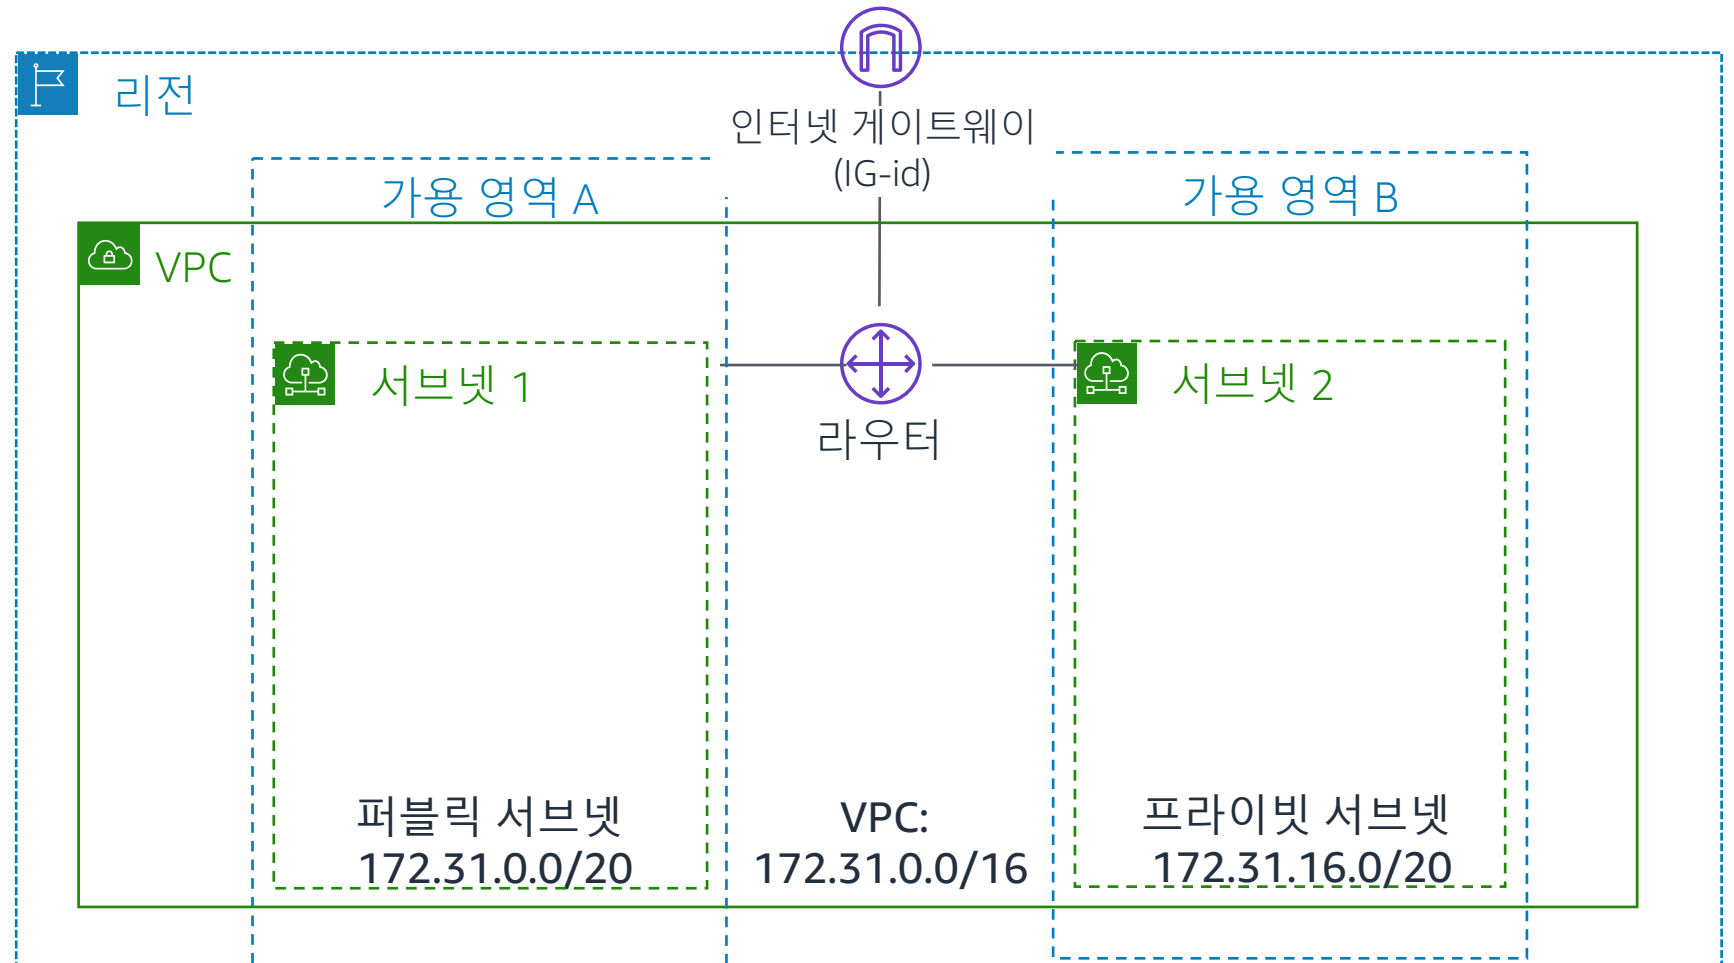 리전
인터넷 게이트웨이
(IG-id)
가용 영역 A
가용 영역 B
VPC
서브넷 1
서브넷 2
라우터
퍼블릭 서브넷
172.31.0.0/20
VPC:
172.31.0.0/16
프라이빗 서브넷
172.31.16.0/20